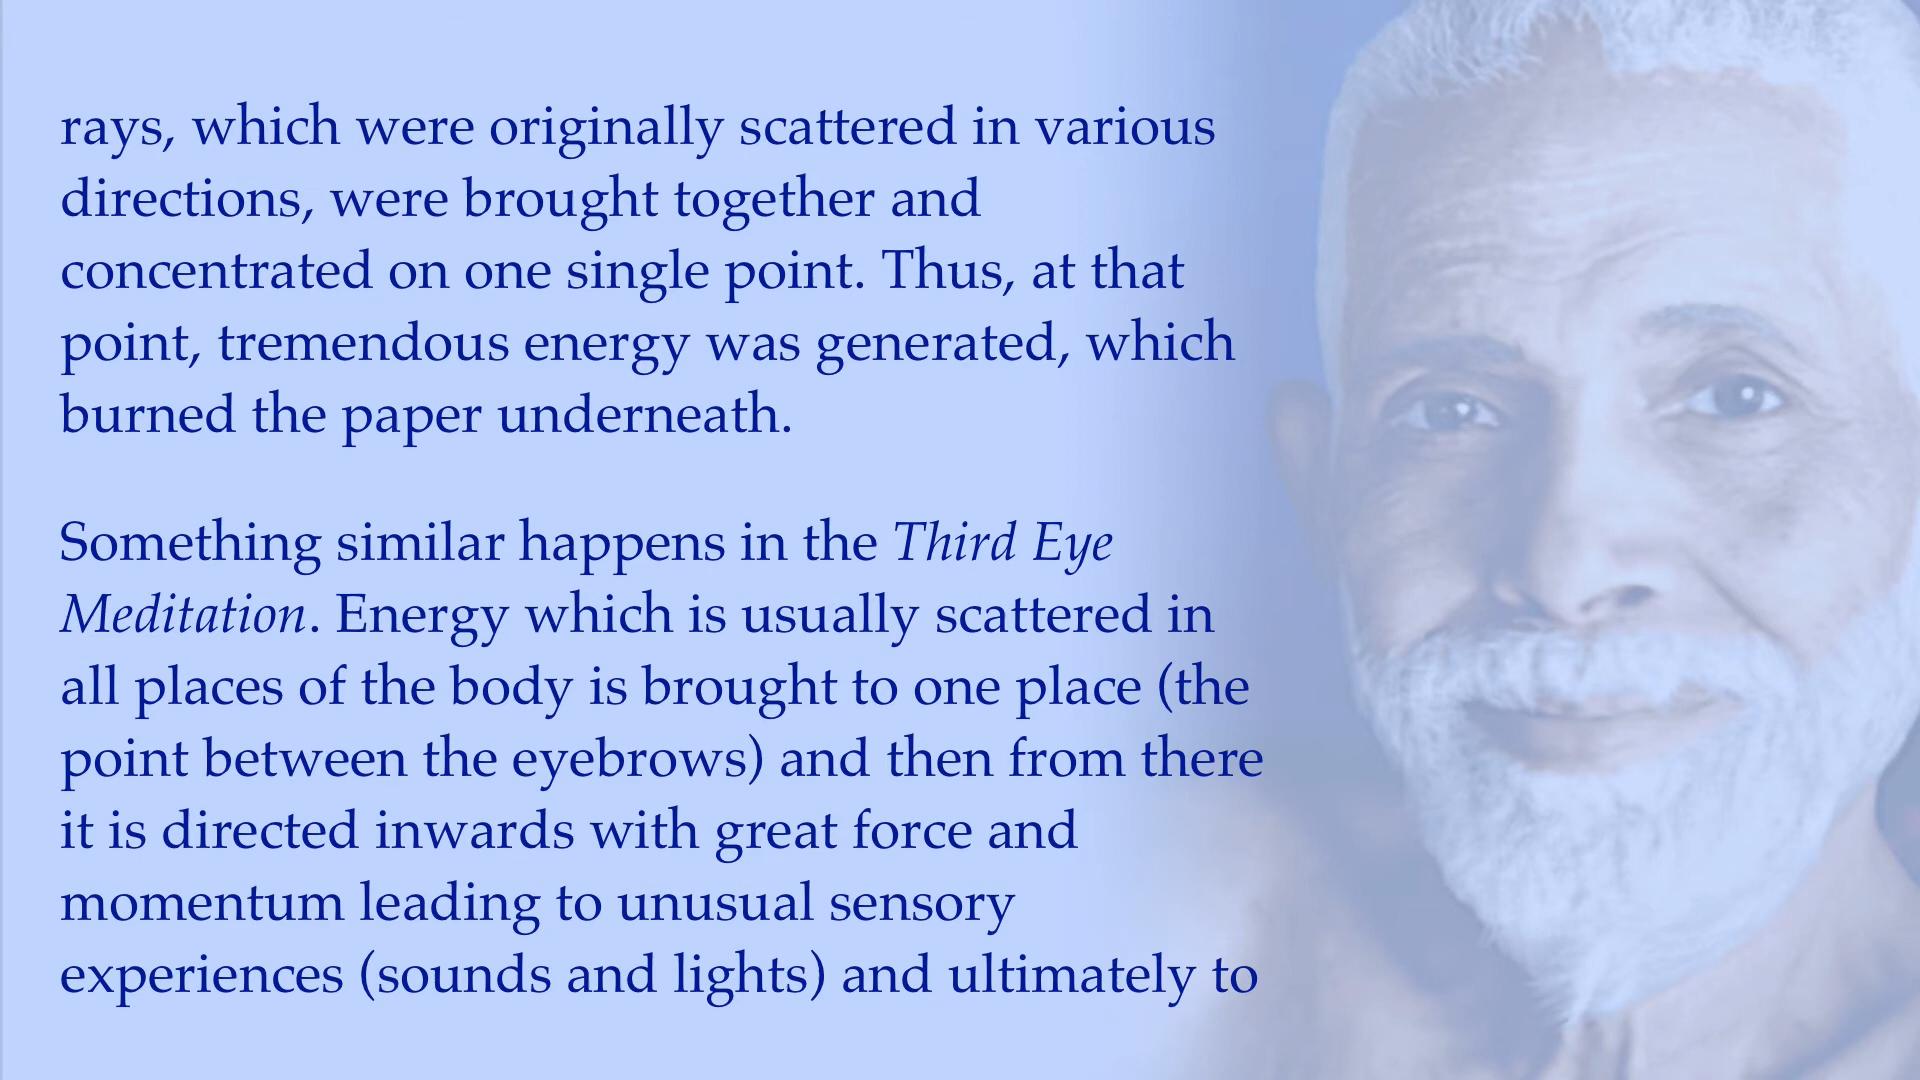 rays, which were originally scattered in various
directions, were brought together and
concentrated on one single point. Thus, at that
point, tremendous energy was generated, which
burned the paper underneath.
Something similar happens in the Third Eye
Meditation. Energy which is usually scattered in
all places of the body is brought to one place (the
point between the eyebrows) and then from there
it is directed inwards with great force and
momentum leading to unusual sensory
experiences (sounds and lights) and ultimately to